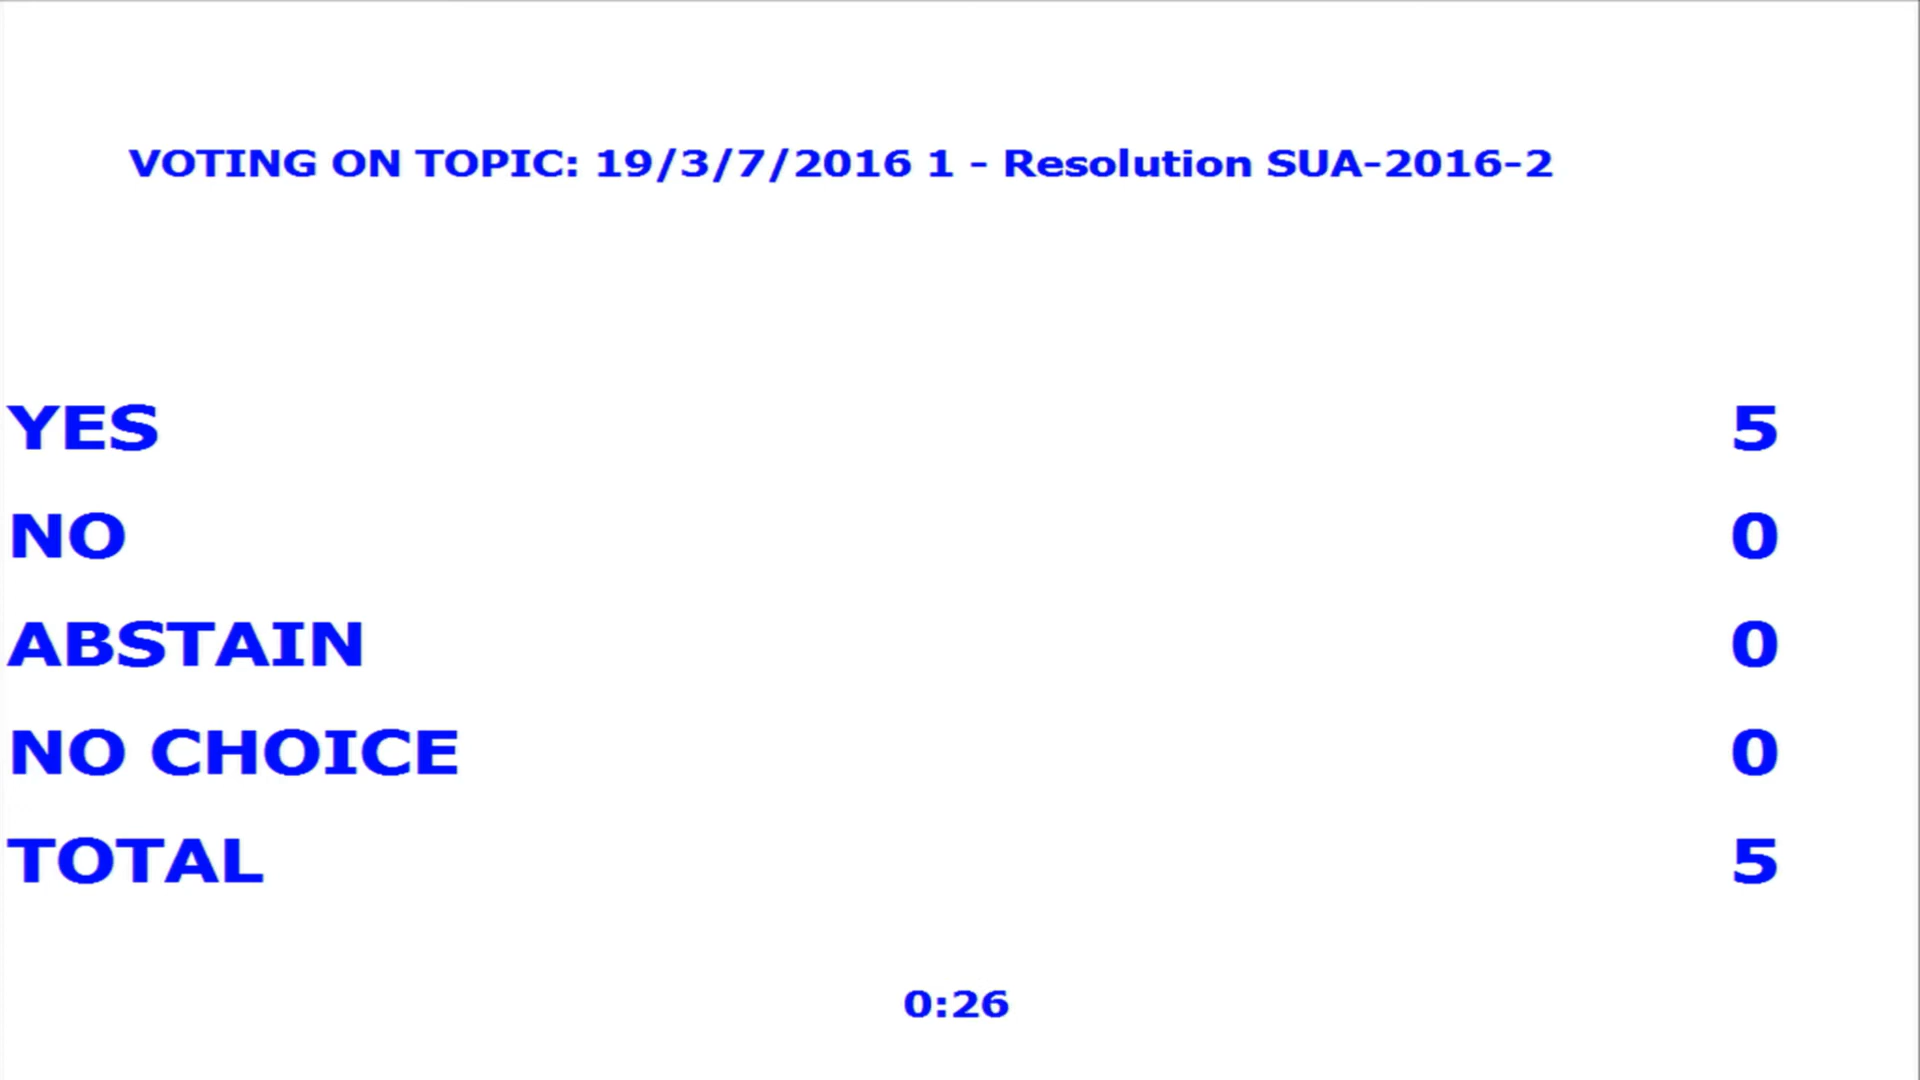 VOTING ON TOPIC: 19/3/7/2016 1 - Resolution SUA-2016-2
YES 5
NO 0
ABSTAIN 0
NO CHOICE 0
TOTAL 5
0:26